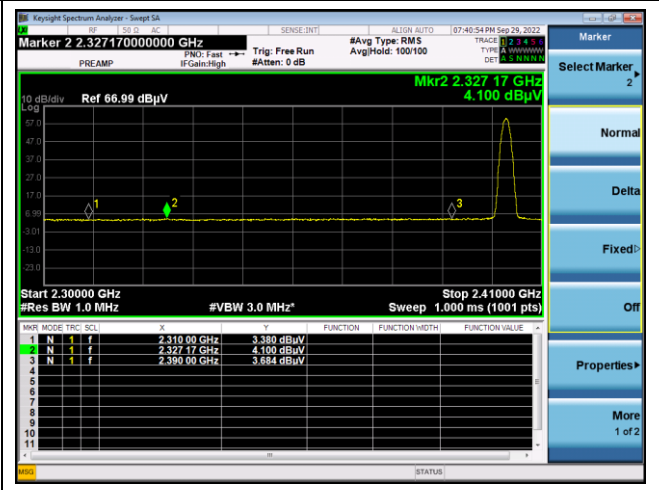 Keysight Spectrum Analyzer - Swept SA
RF 50 Ω AC SENSE:INT ALIGN AUTO 07:40:54 PM Sep 29, 2022
Marker 2 2.327170000000 GHz
PREAMP
PNO: Fast
IFGain:High
Trig: Free Run
#Atten: 0 dB
#Avg Type: RMS
Avg|Hold: 100/100
TRACE 1 2 3 4 5 6
TYPE A WWWWW
DET A S N N N N
Mkr2 2.327 17 GHz
4.100 dBµV
10 dB/div Ref 66.99 dBµV
Log
57.0
47.0
37.0
27.0
17.0
6.99
-3.01
-13.0
-23.0
1
2
3
Start 2.30000 GHz
Stop 2.41000 GHz
#Res BW 1.0 MHz
#VBW 3.0 MHz*
Sweep 1.000 ms (1001 pts)
MKR MODE TRC SCL X Y FUNCTION FUNCTION WIDTH FUNCTION VALUE
1 N 1 f 2.310 00 GHz 3.380 dBµV
2 N 1 f 2.327 17 GHz 4.100 dBµV
3 N 1 f 2.390 00 GHz 3.684 dBµV
4
5
6
7
8
9
10
11
MSG
STATUS
Marker
Select Marker
2
Normal
Delta
Fixed
Off
Properties
More
1 of 2